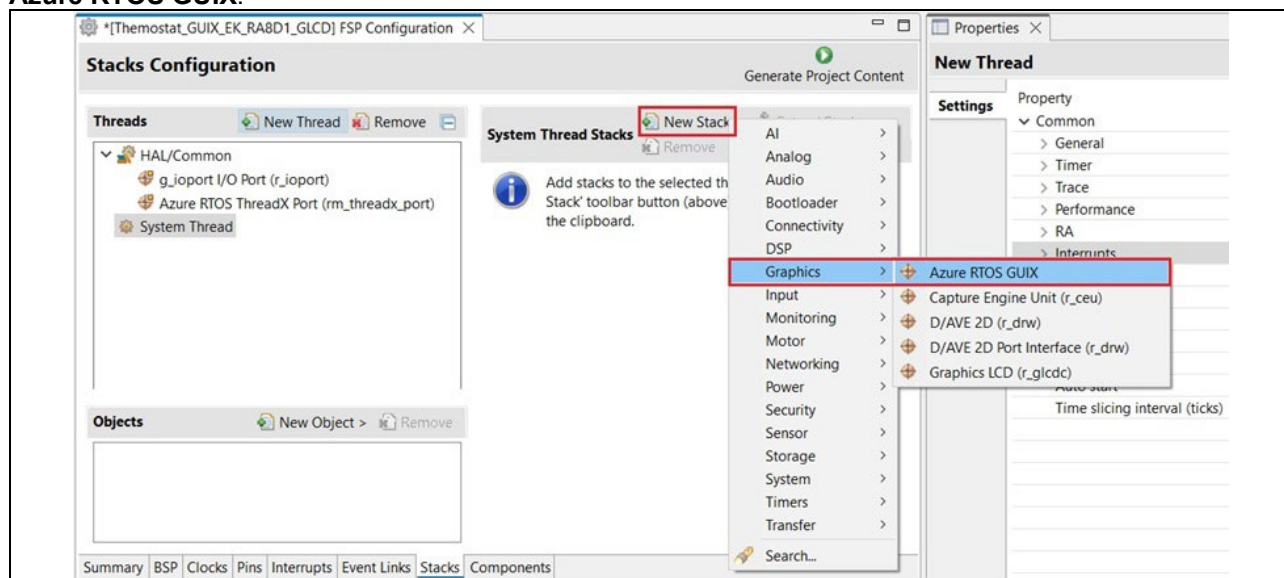 Azure RTOS GUIX.
*[Themostat_GUIX_EK_RA8D1_GLCD] FSP Configuration
Stacks Configuration
Generate Project Content
Threads
New Thread
Remove
HAL/Common
g_ioport I/O Port (r_ioport)
Azure RTOS ThreadX Port (rm_threadx_port)
System Thread
Objects
New Object >
Remove
System Thread Stacks
New Stack
Remove
Add stacks to the selected th
Stack' toolbar button (above
the clipboard.
AI
Analog
Audio
Bootloader
Connectivity
DSP
Graphics
Input
Monitoring
Motor
Networking
Power
Security
Sensor
Storage
System
Timers
Transfer
Search...
Azure RTOS GUIX
Capture Engine Unit (r_ceu)
D/AVE 2D (r_drw)
D/AVE 2D Port Interface (r_drw)
Graphics LCD (r_glcdc)
Properties
New Thread
Settings
Property
Common
General
Timer
Trace
Performance
RA
Interrupts
Time slicing interval (ticks)
Summary BSP Clocks Pins Interrupts Event Links Stacks Components